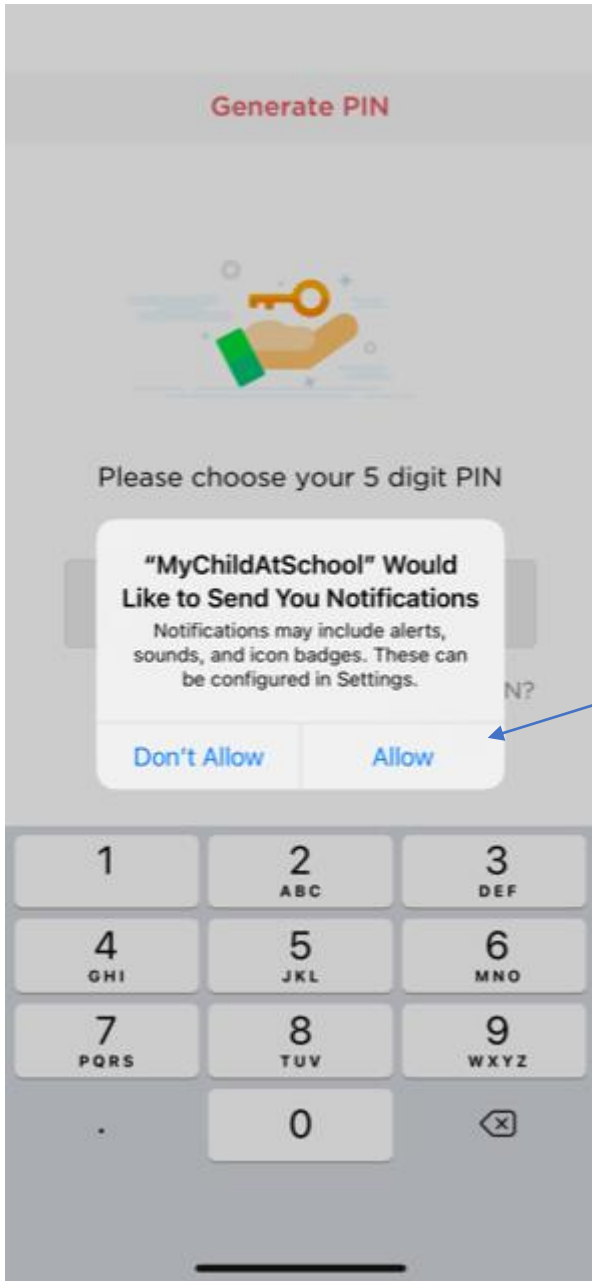 Generate PIN
Please choose your 5 digit PIN
“MyChildAtSchool” Would
Like to Send You Notifications
Notifications may include alerts,
sounds, and icon badges. These can
be configured in Settings.
N?
Don't Allow Allow
1 2 3
ABC DEF
4 5 6
GHI JKL MNO
7 8 9
PQRS TUV WXYZ
. 0